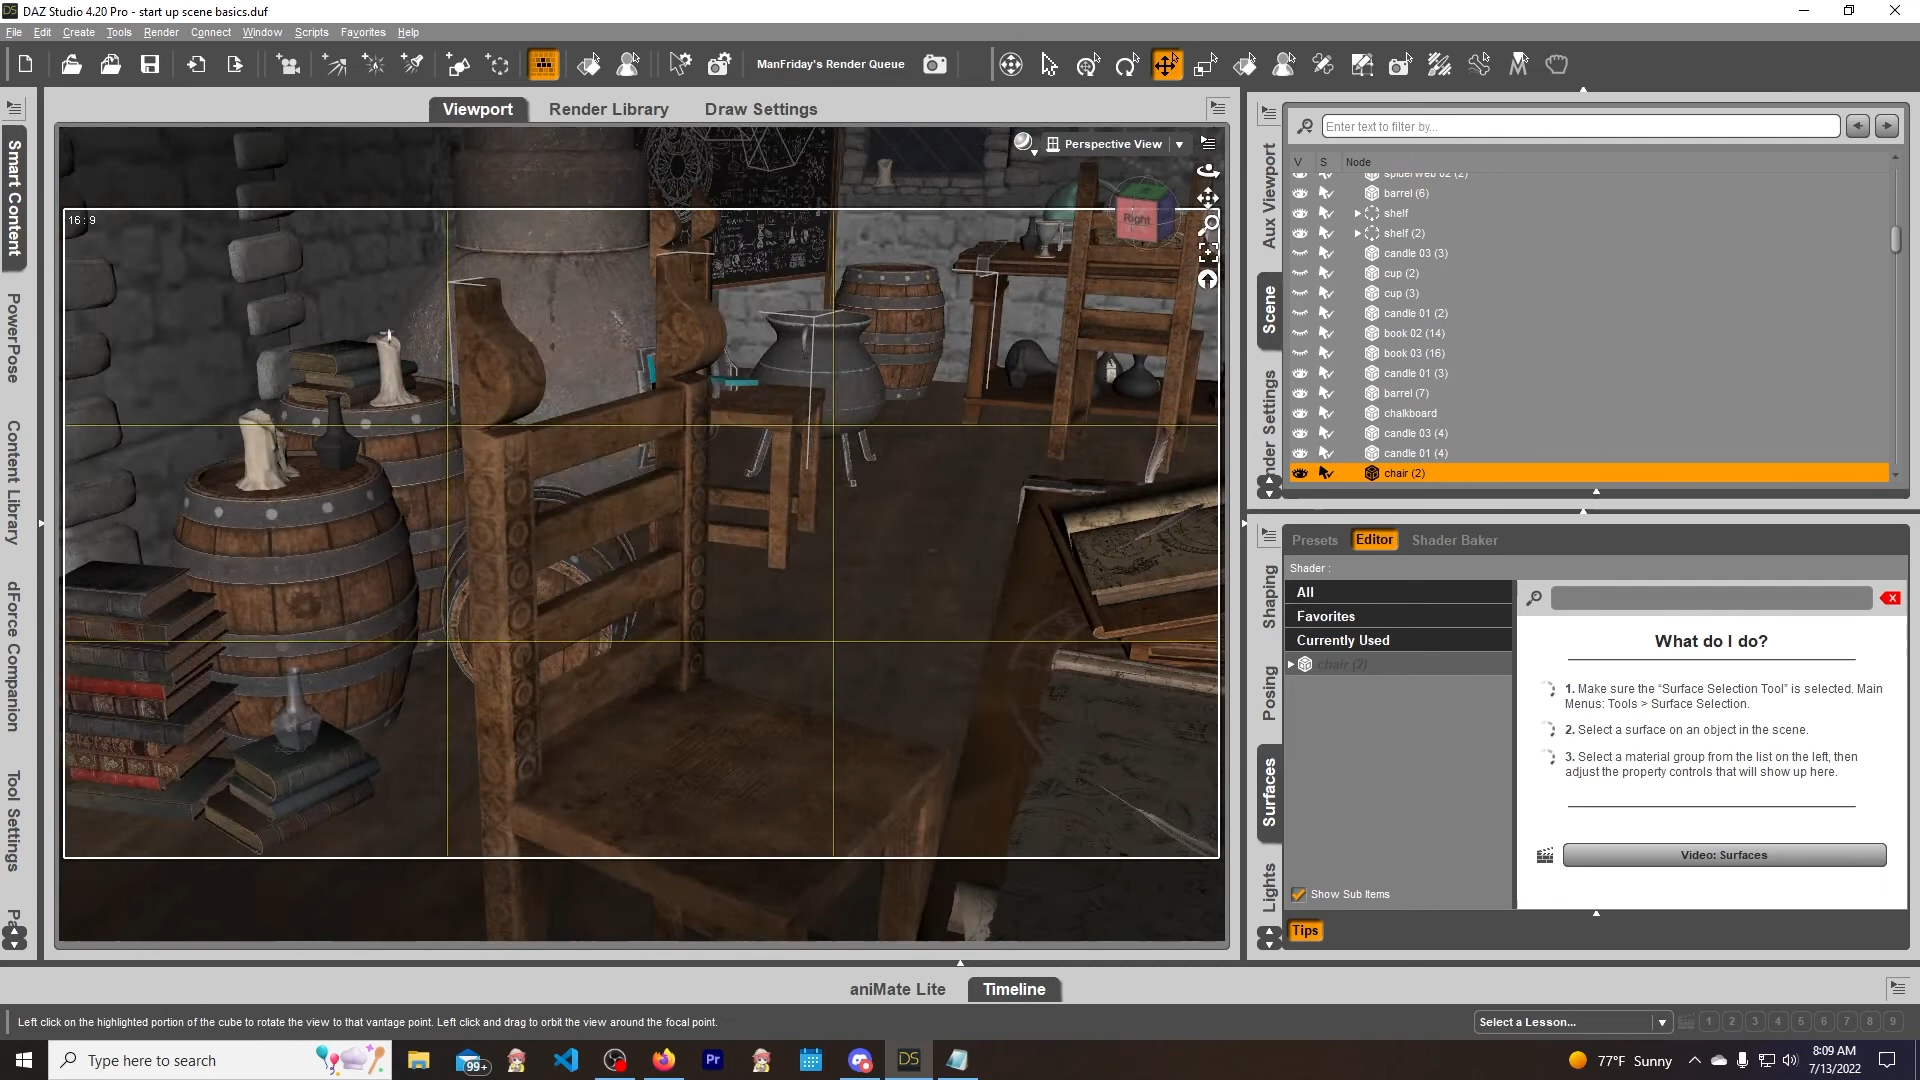 DAZ Studio 4.20 Pro - start up scene basics.duf
File Edit Create Tools Render Connect Window Scripts Favorites Help
ManFriday's Render Queue
Viewport Render Library Draw Settings
Smart Content
PowerPose
Content Library
dForce Companion
Tool Settings
16 : 9
Perspective View
Right
Aux Viewport
Scene
Enter text to filter by...
V S Node
spiderweb 02 (2)
barrel (6)
shelf
shelf (2)
candle 03 (3)
cup (2)
cup (3)
candle 01 (2)
book 02 (14)
book 03 (16)
candle 01 (3)
barrel (7)
chalkboard
candle 03 (4)
candle 01 (4)
chair (2)
Shaping
Posing
Surfaces
Lights
Presets Editor Shader Baker
Shader :
All
Favorites
Currently Used
chair (2)
Show Sub Items
What do I do?
1. Make sure the “Surface Selection Tool” is selected. Main
Menus: Tools > Surface Selection.
2. Select a surface on an object in the scene.
3. Select a material group from the list on the left, then
adjust the property controls that will show up here.
Video: Surfaces
Tips
aniMate Lite Timeline
Left click on the highlighted portion of the cube to rotate the view to that vantage point. Left click and drag to orbit the view around the focal point.
Select a Lesson...
1 2 3 4 5 6 7 8 9
Type here to search
99+
Pr
DS
77°F Sunny
8:09 AM
7/13/2022